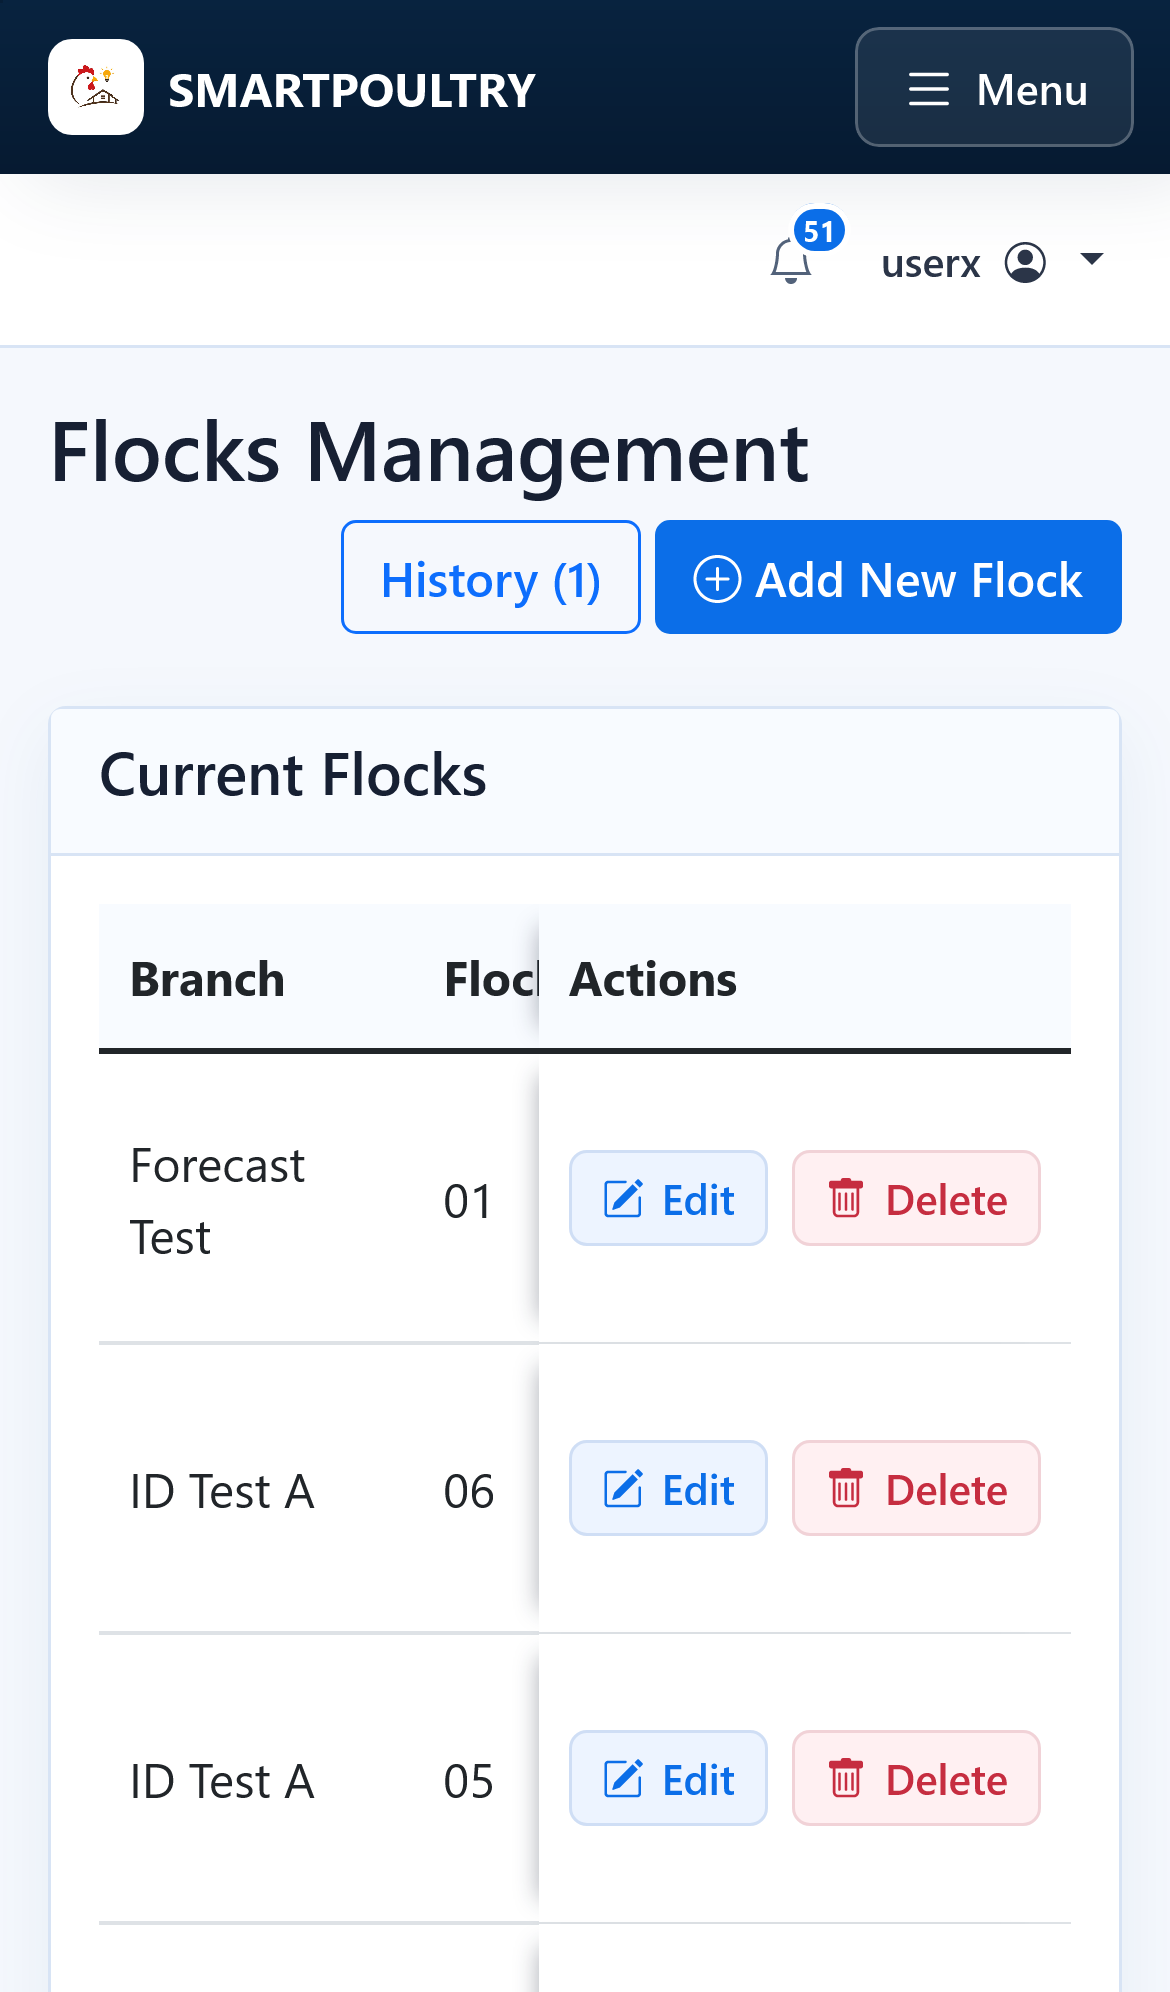 SMARTPOULTRY
Menu
51
userx
Flocks Management
History (1)
Add New Flock
Current Flocks
Branch Actions
Forecast
Test
01 Edit Delete
ID Test A 06 Edit Delete
ID Test A 05 Edit Delete